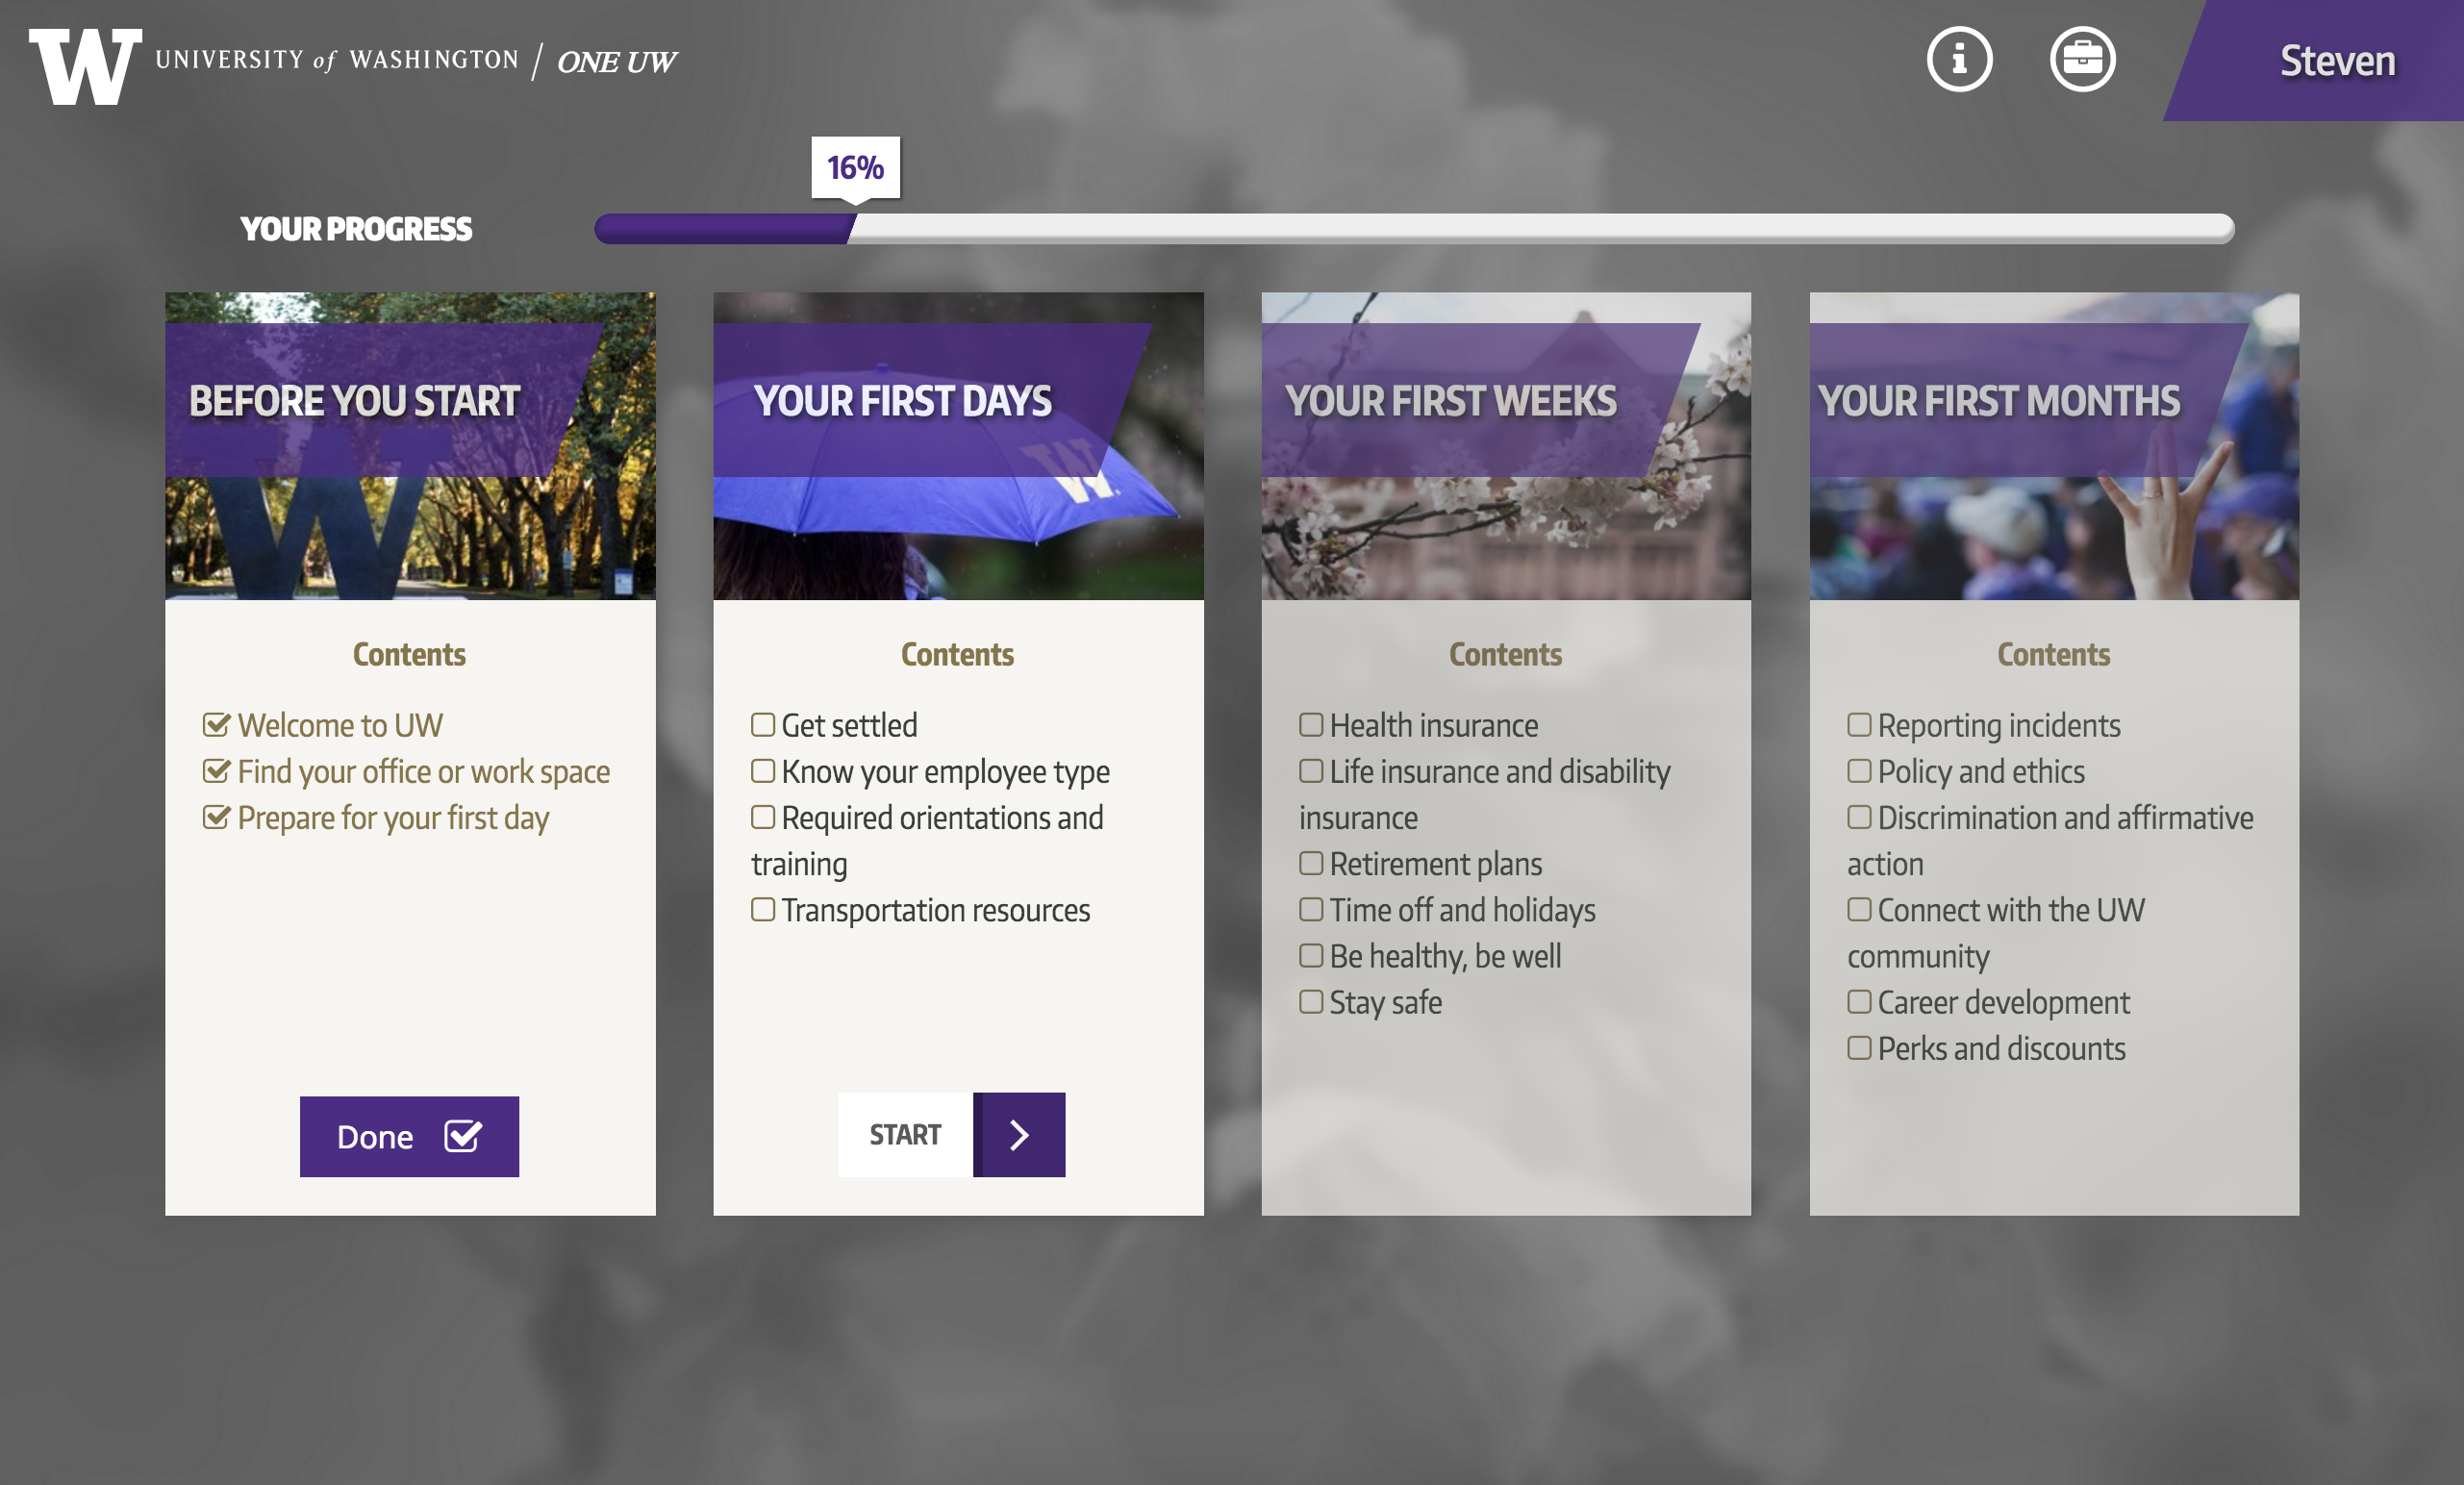 W UNIVERSITY of WASHINGTON / ONE UW
Steven
16%
YOUR PROGRESS
BEFORE YOU START
Contents
Welcome to UW
Find your office or work space
Prepare for your first day
Done
YOUR FIRST DAYS
W.
Contents
Get settled
Know your employee type
Required orientations and
training
Transportation resources
START
YOUR FIRST WEEKS
Contents
Health insurance
Life insurance and disability
insurance
Retirement plans
Time off and holidays
Be healthy, be well
Stay safe
YOUR FIRST MONTHS
Contents
Reporting incidents
Policy and ethics
Discrimination and affirmative
action
Connect with the UW
community
Career development
Perks and discounts